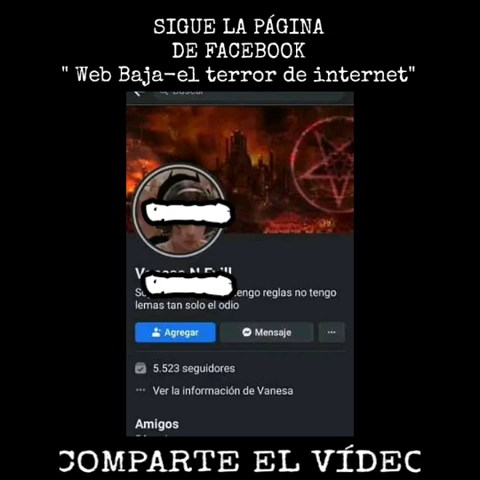 SIGUE LA PÁGINA
DE FACEBOOK
" Web Baja-el terror de internet"
engo reglas no tengo
lemas tan solo el odio
Agregar
Mensaje
5.523 seguidores
Ver la información de Vanesa
Amigos
COMPARTE EL VÍDEO